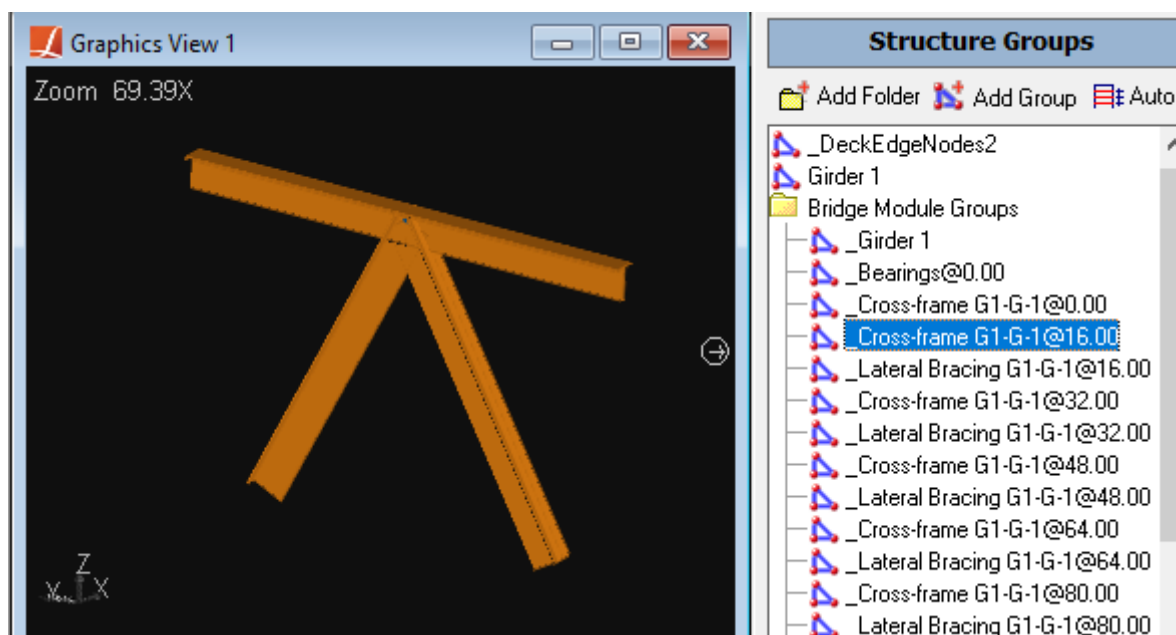 Graphics View 1
Zoom 69.39X
Z
Y X
Structure Groups
Add Folder Add Group Auto
_DeckEdgeNodes2
Girder 1
Bridge Module Groups
_Girder 1
_Bearings@0.00
_Cross-frame G1-G-1@0.00
_Cross-frame G1-G-1@16.00
_Lateral Bracing G1-G-1@16.00
_Cross-frame G1-G-1@32.00
_Lateral Bracing G1-G-1@32.00
_Cross-frame G1-G-1@48.00
_Lateral Bracing G1-G-1@48.00
_Cross-frame G1-G-1@64.00
_Lateral Bracing G1-G-1@64.00
_Cross-frame G1-G-1@80.00
_Lateral Bracing G1-G-1@80.00